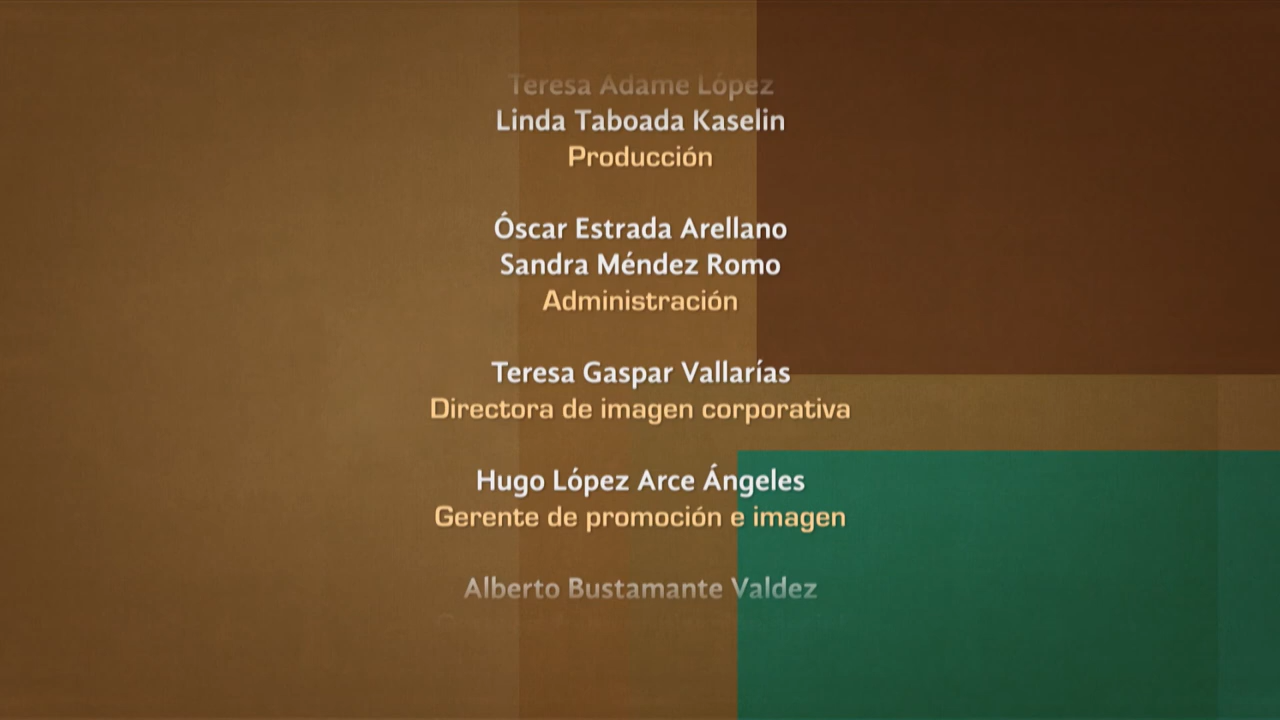 Teresa Adame López
Linda Taboada Kaselin
Producción
Óscar Estrada Arellano
Sandra Méndez Romo
Administración
Teresa Gaspar Vallarías
Directora de imagen corporativa
Hugo López Arce Ángeles
Gerente de promoción e imagen
Alberto Bustamante Valdez